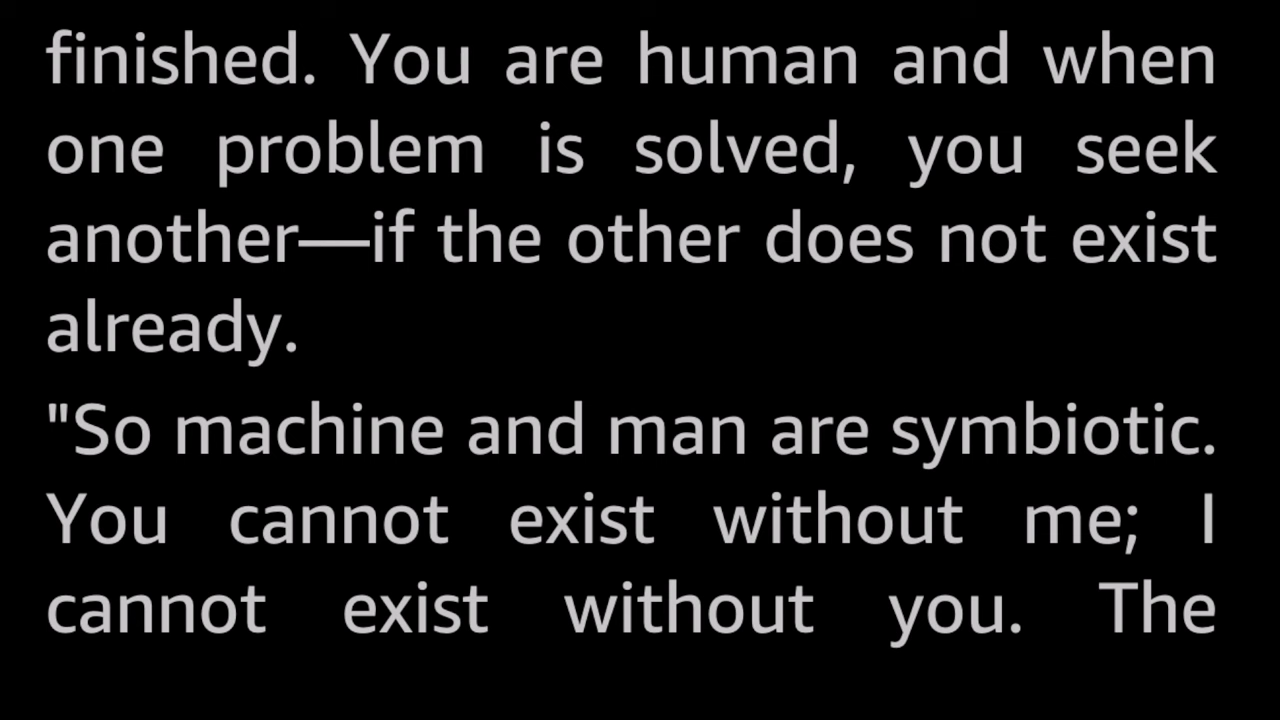 finished. You are human and when
one problem is solved, you seek
another—if the other does not exist
already.
"So machine and man are symbiotic.
You cannot exist without me; I
cannot exist without you. The